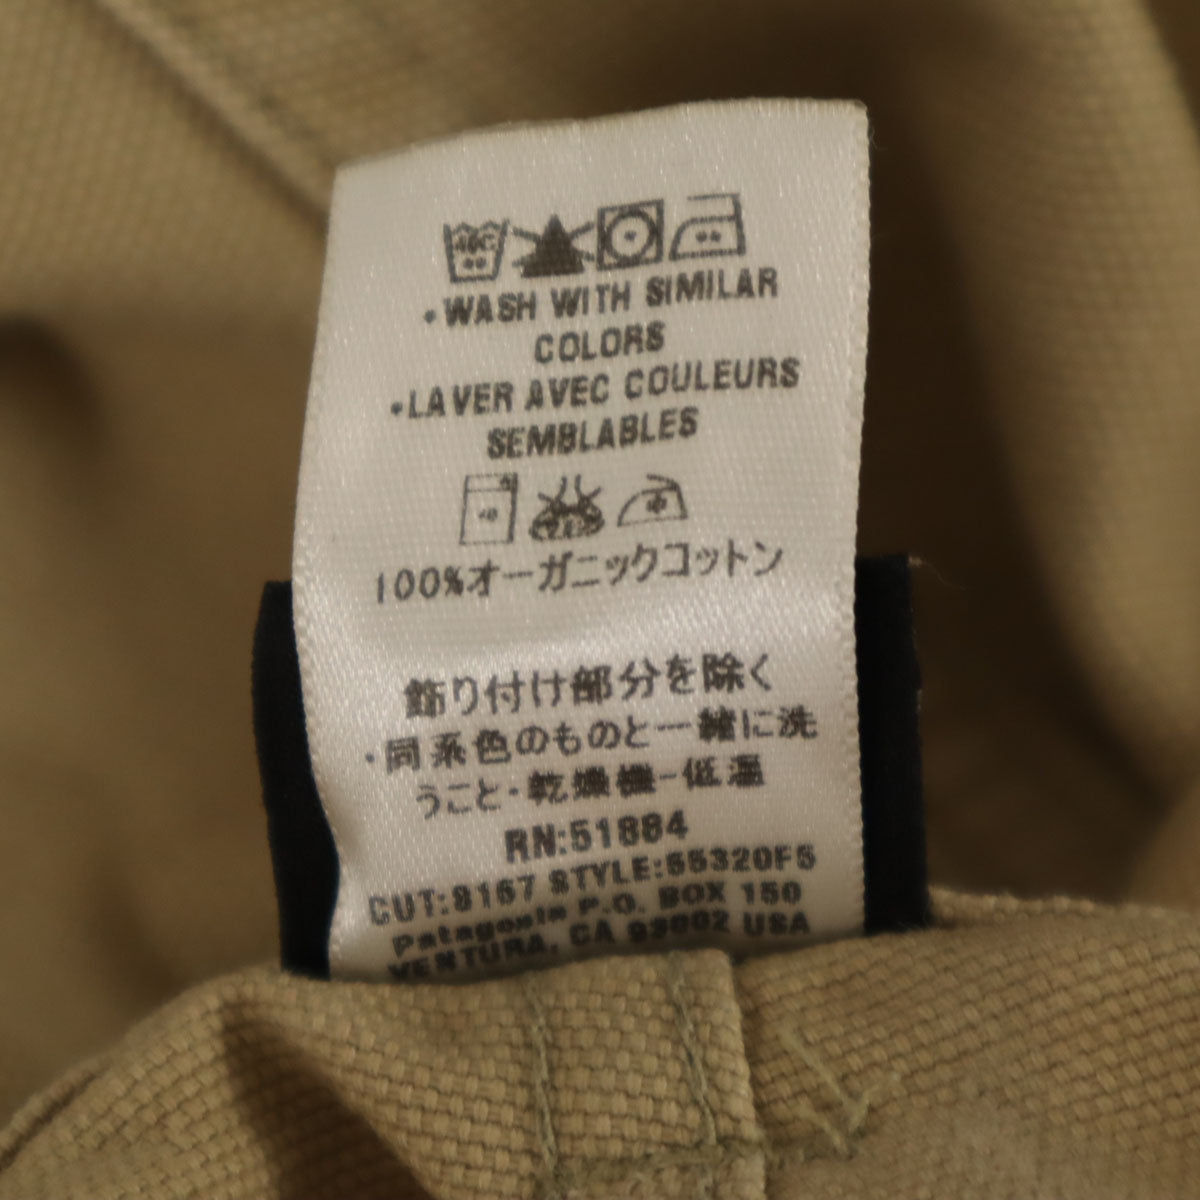 40C
• WASH WITH SIMILAR
COLORS
• LAVER AVEC COULEURS
SEMBLABLES
40 中
100%オーガニックコットン
飾り付け部分を除く
・同系色のものと一緒に洗
うこと・乾燥機-低温
RN:51884
CUT:8167 STYLE:55320F5
Patagonia P.O. BOX 150
VENTURA, CA 93002 USA